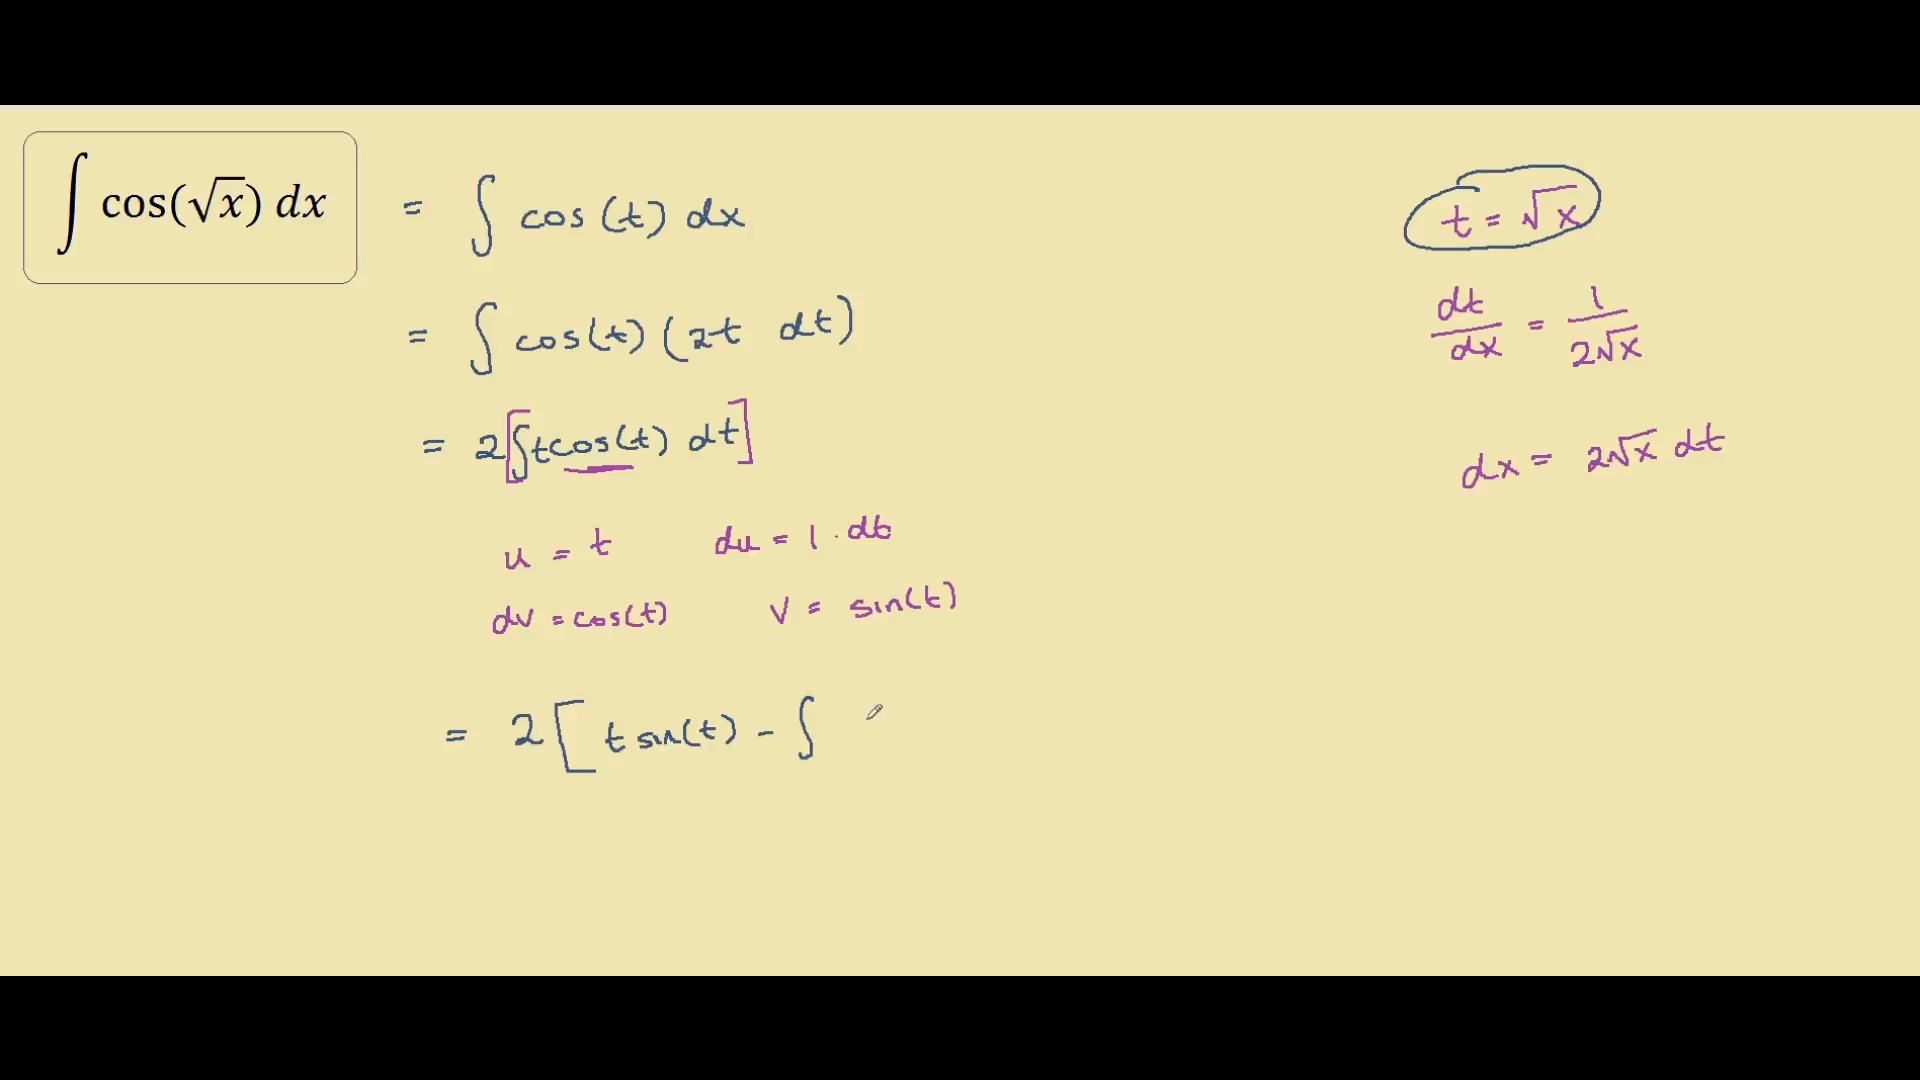 ∫ cos(√x) dx = ∫ cos(t) dx
t = √x
= ∫ cos(t) (2t dt)
dt/dx = 1/(2√x)
= 2[∫ t cos(t) dt]
dx = 2√x dt
u = t du = 1 · dt
dv = cos(t) v = sin(t)
= 2[ t sin(t) - ∫